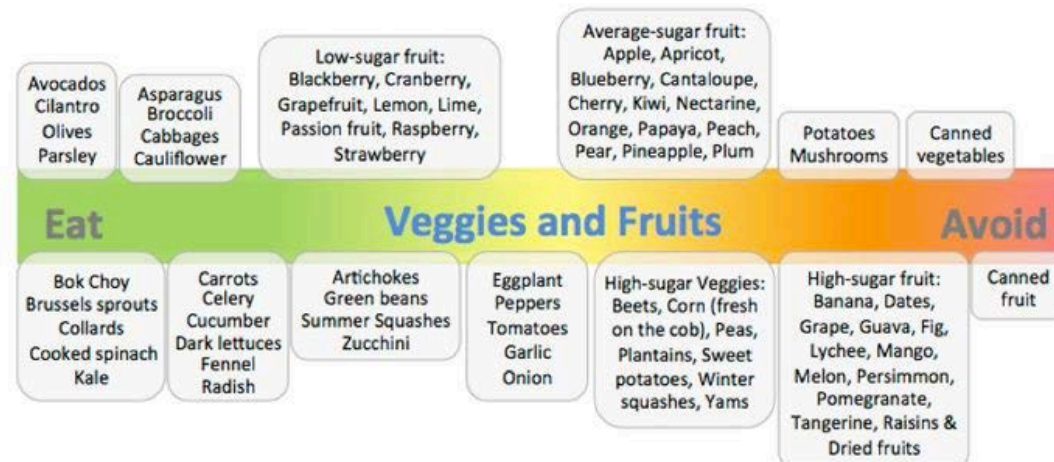 Avocados
Cilantro
Olives
Parsley
Asparagus
Broccoli
Cabbages
Cauliflower
Low-sugar fruit:
Blackberry, Cranberry,
Grapefruit, Lemon, Lime,
Passion fruit, Raspberry,
Strawberry
Average-sugar fruit:
Apple, Apricot,
Blueberry, Cantaloupe,
Cherry, Kiwi, Nectarine,
Orange, Papaya, Peach,
Pear, Pineapple, Plum
Potatoes
Mushrooms
Canned
vegetables
Eat
Veggies and Fruits
Avoid
Bok Choy
Brussels sprouts
Collards
Cooked spinach
Kale
Carrots
Celery
Cucumber
Dark lettuces
Fennel
Radish
Artichokes
Green beans
Summer Squashes
Zucchini
Eggplant
Peppers
Tomatoes
Garlic
Onion
High-sugar Veggies:
Beets, Corn (fresh
on the cob), Peas,
Plantains, Sweet
potatoes, Winter
squashes, Yams
High-sugar fruit:
Banana, Dates,
Grape, Guava, Fig,
Lychee, Mango,
Melon, Persimmon,
Pomegranate,
Tangerine, Raisins &
Dried fruits
Canned
fruit